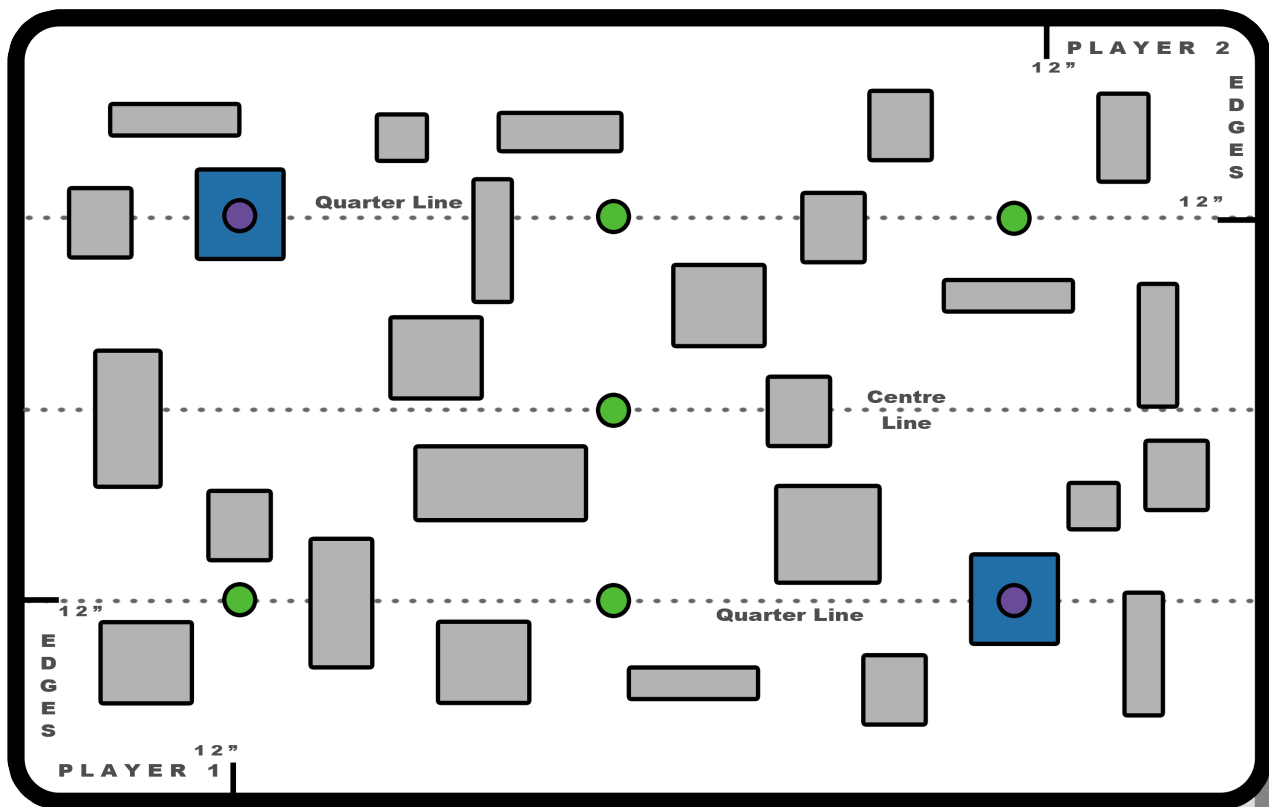 PLAYER 2
12”
EDGES
12”
Quarter Line
Centre
Line
12”
Quarter Line
EDGES
12”
PLAYER 1